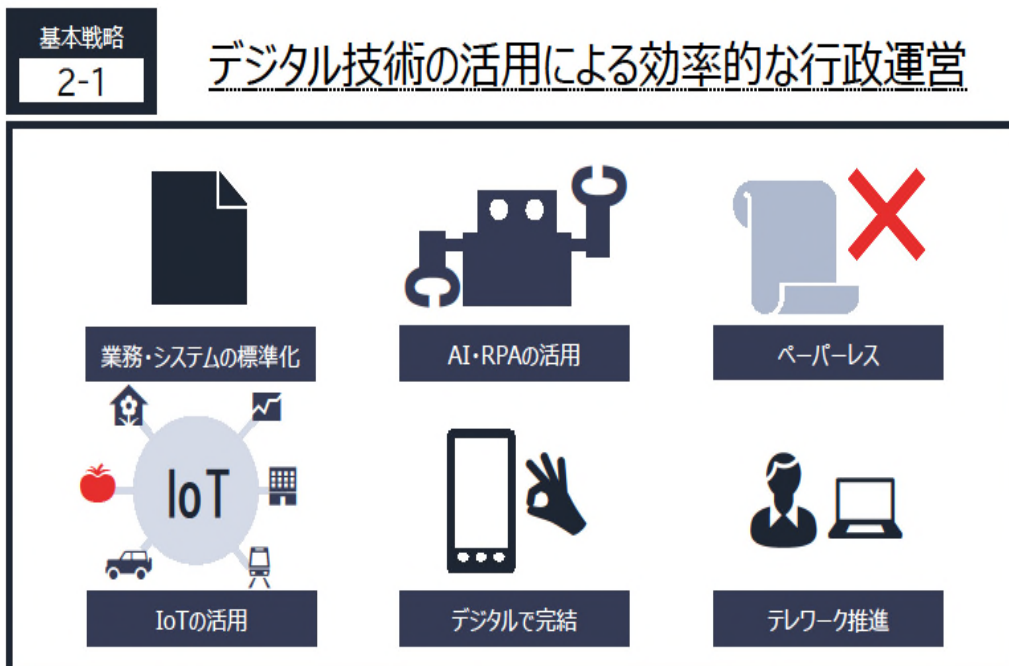 基本戦略
2-1
デジタル技術の活用による効率的な行政運営
業務・システムの標準化
AI・RPAの活用
ペーパーレス
IoT
IoTの活用
デジタルで完結
テレワーク推進